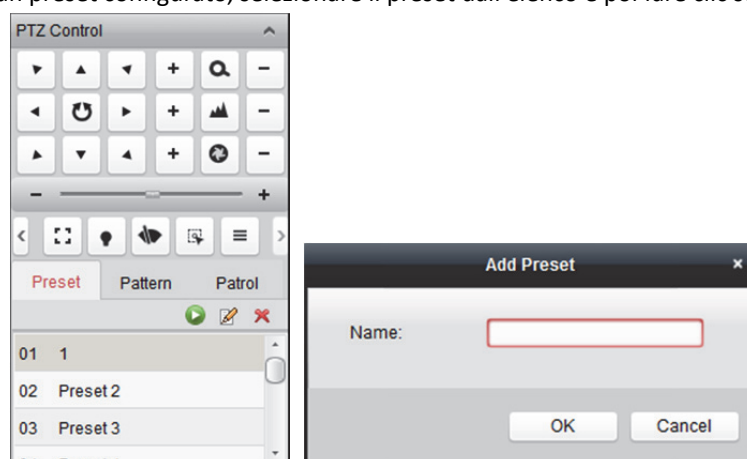 PTZ Control
Preset Pattern Patrol
01 1
02 Preset 2
03 Preset 3
Add Preset
Name:
OK Cancel